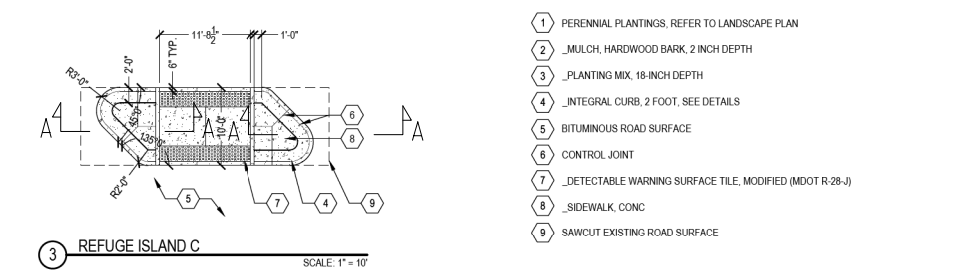 11'-8 1/2"
1'-0"
6" TYP.
2'-0"
R3'-0"
45°0'
135°0'
10'-0"
R2'-0"
A
A
A
A
6
8
5
7
4
9
3
REFUGE ISLAND C
SCALE: 1" = 10'
1 PERENNIAL PLANTINGS, REFER TO LANDSCAPE PLAN
2 _MULCH, HARDWOOD BARK, 2 INCH DEPTH
3 _PLANTING MIX, 18-INCH DEPTH
4 _INTEGRAL CURB, 2 FOOT, SEE DETAILS
5 BITUMINOUS ROAD SURFACE
6 CONTROL JOINT
7 _DETECTABLE WARNING SURFACE TILE, MODIFIED (MDOT R-28-J)
8 _SIDEWALK, CONC
9 SAWCUT EXISTING ROAD SURFACE